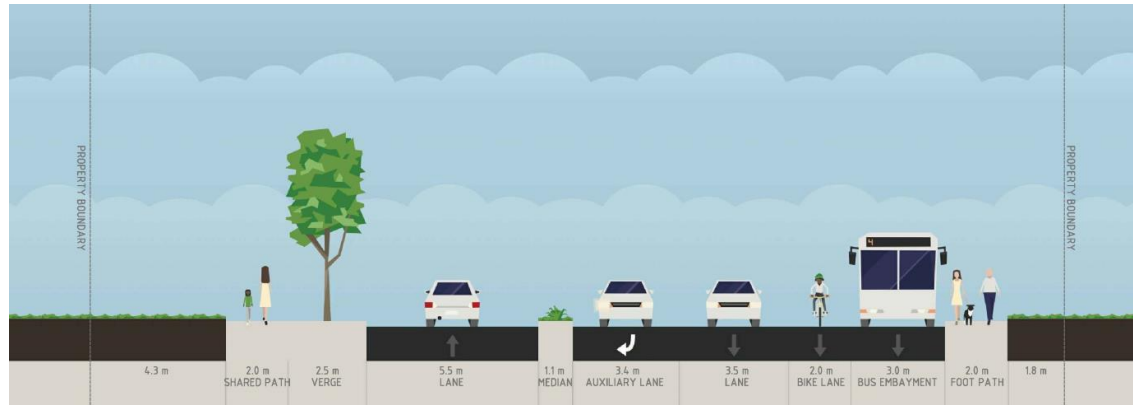 PROPERTY BOUNDARY
PROPERTY BOUNDARY
4
4.3 m
2.0 m
SHARED PATH
2.5 m
VERGE
5.5 m
LANE
1.1 m
MEDIAN
3.4 m
AUXILIARY LANE
3.5 m
LANE
2.0 m
BIKE LANE
3.0 m
BUS EMBAYMENT
2.0 m
FOOT PATH
1.8 m